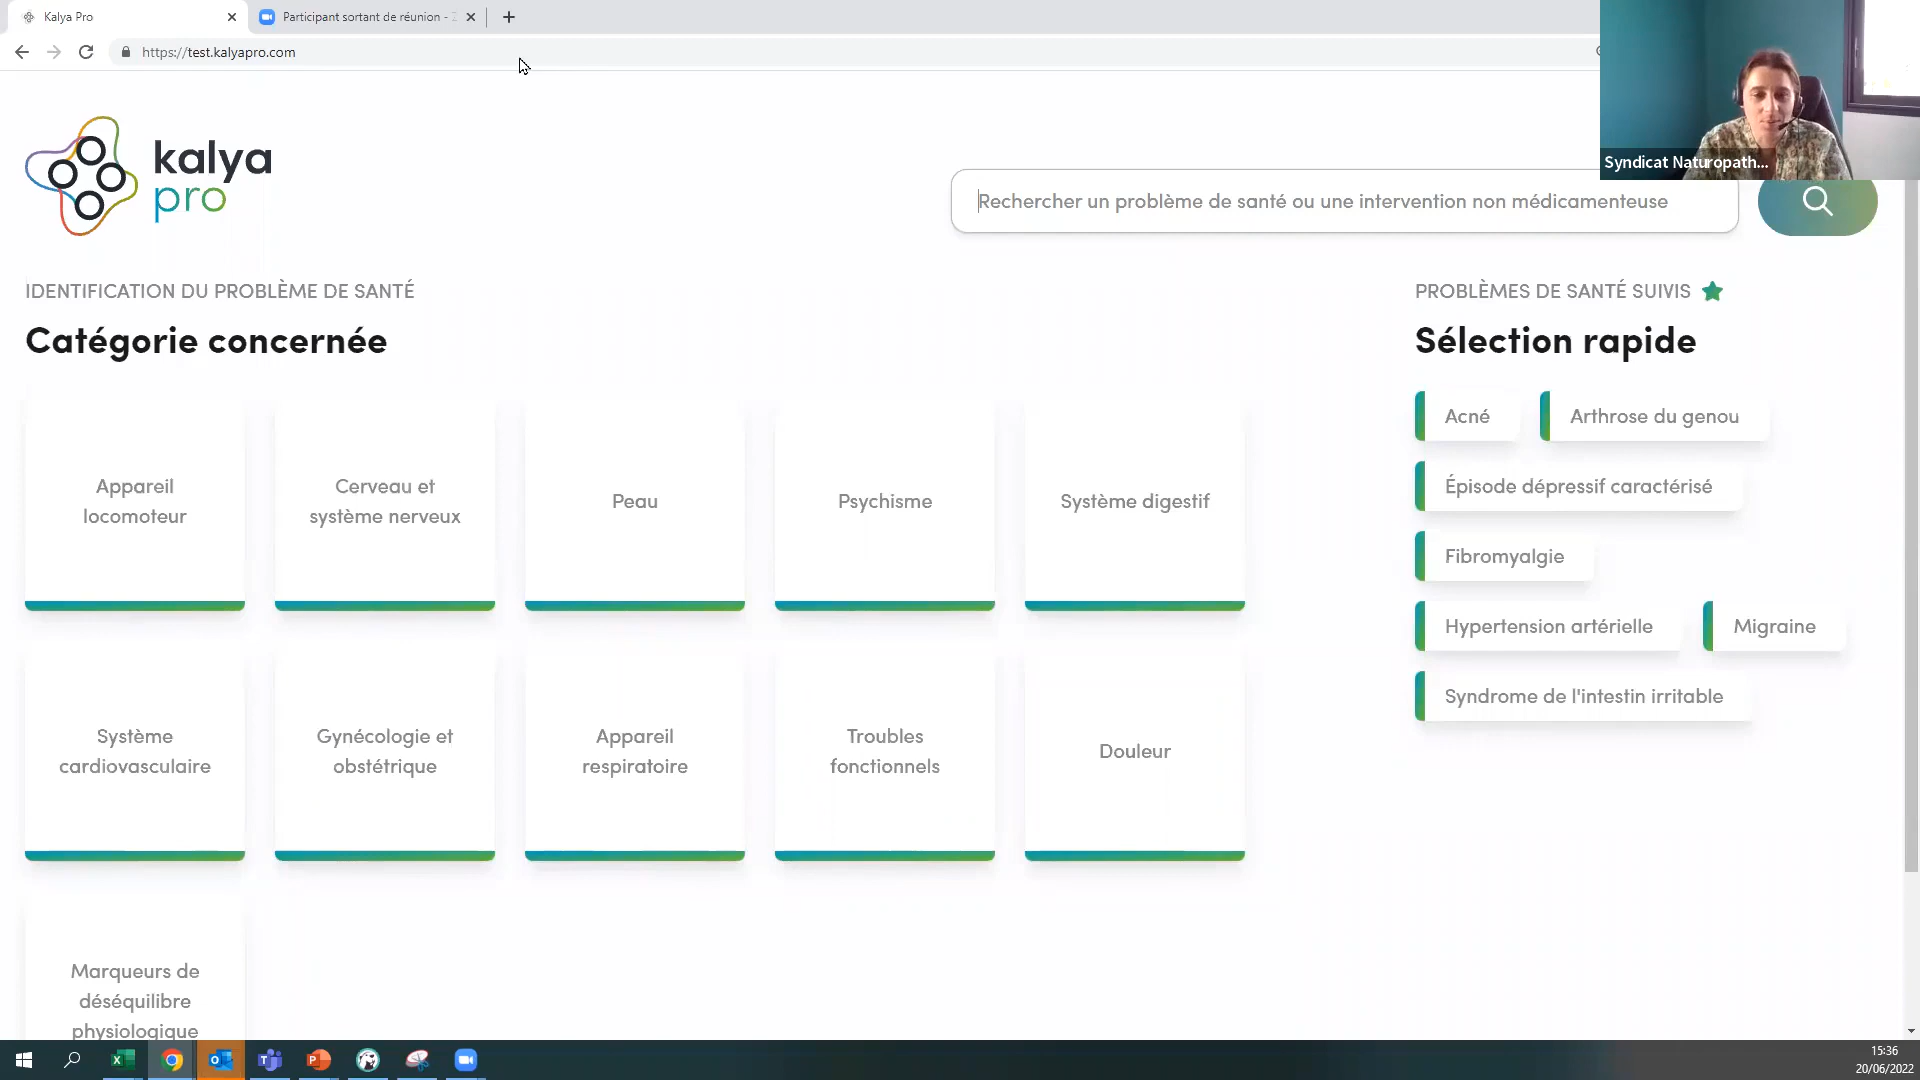 Kalya Pro
Participant sortant de réunion -
https://test.kalyapro.com
Syndicat Naturopath...
kalya
pro
Rechercher un problème de santé ou une intervention non médicamenteuse
IDENTIFICATION DU PROBLÈME DE SANTÉ
Catégorie concernée
Appareil
locomoteur
Cerveau et
système nerveux
Peau
Psychisme
Système digestif
Système
cardiovasculaire
Gynécologie et
obstétrique
Appareil
respiratoire
Troubles
fonctionnels
Douleur
Marqueurs de
déséquilibre
physiologique
PROBLÈMES DE SANTÉ SUIVIS
Sélection rapide
Acné
Arthrose du genou
Épisode dépressif caractérisé
Fibromyalgie
Hypertension artérielle
Migraine
Syndrome de l'intestin irritable
15:36
20/06/2022